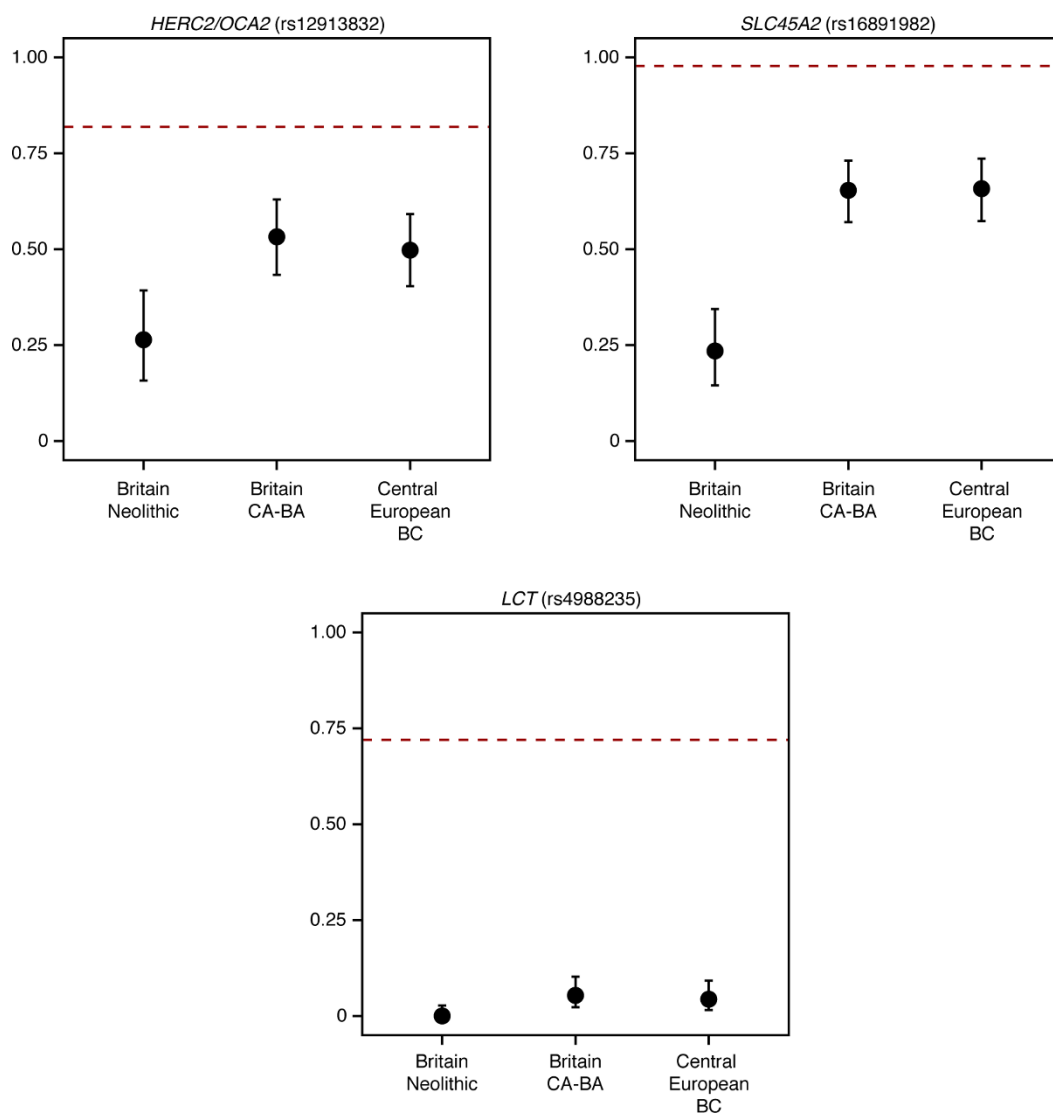 HERC2/OCA2 (rs12913832)
1.00
0.75
0.50
0.25
0
Britain
Neolithic
Britain
CA-BA
Central
European
BC
SLC45A2 (rs16891982)
1.00
0.75
0.50
0.25
0
Britain
Neolithic
Britain
CA-BA
Central
European
BC
LCT (rs4988235)
1.00
0.75
0.50
0.25
0
Britain
Neolithic
Britain
CA-BA
Central
European
BC